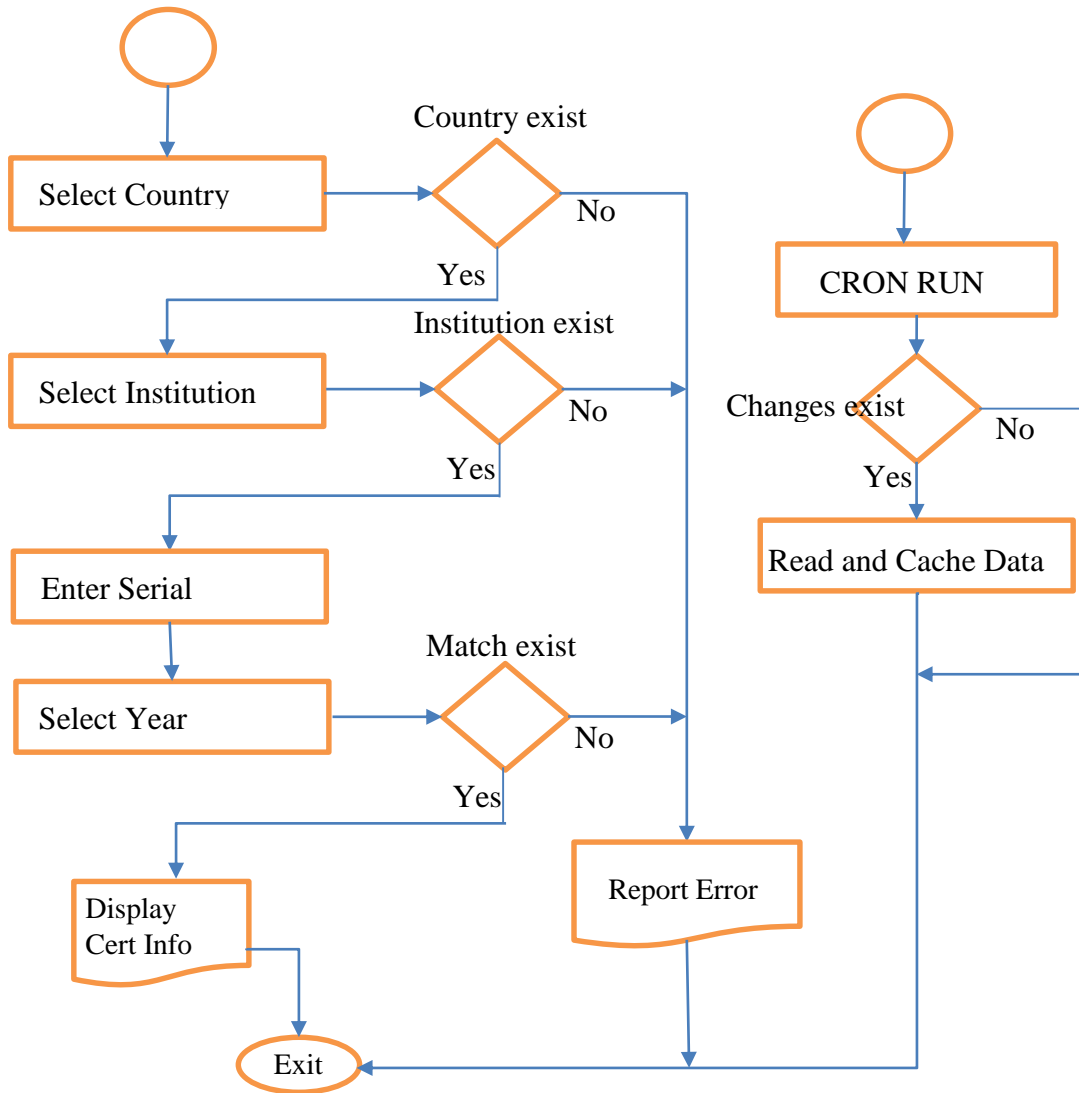 Country exist
Select Country
No
Yes
Institution exist
Select Institution
No
Yes
Enter Serial
Match exist
Select Year
No
Yes
Display
Cert Info
Report Error
Exit
CRON RUN
Changes exist
No
Yes
Read and Cache Data